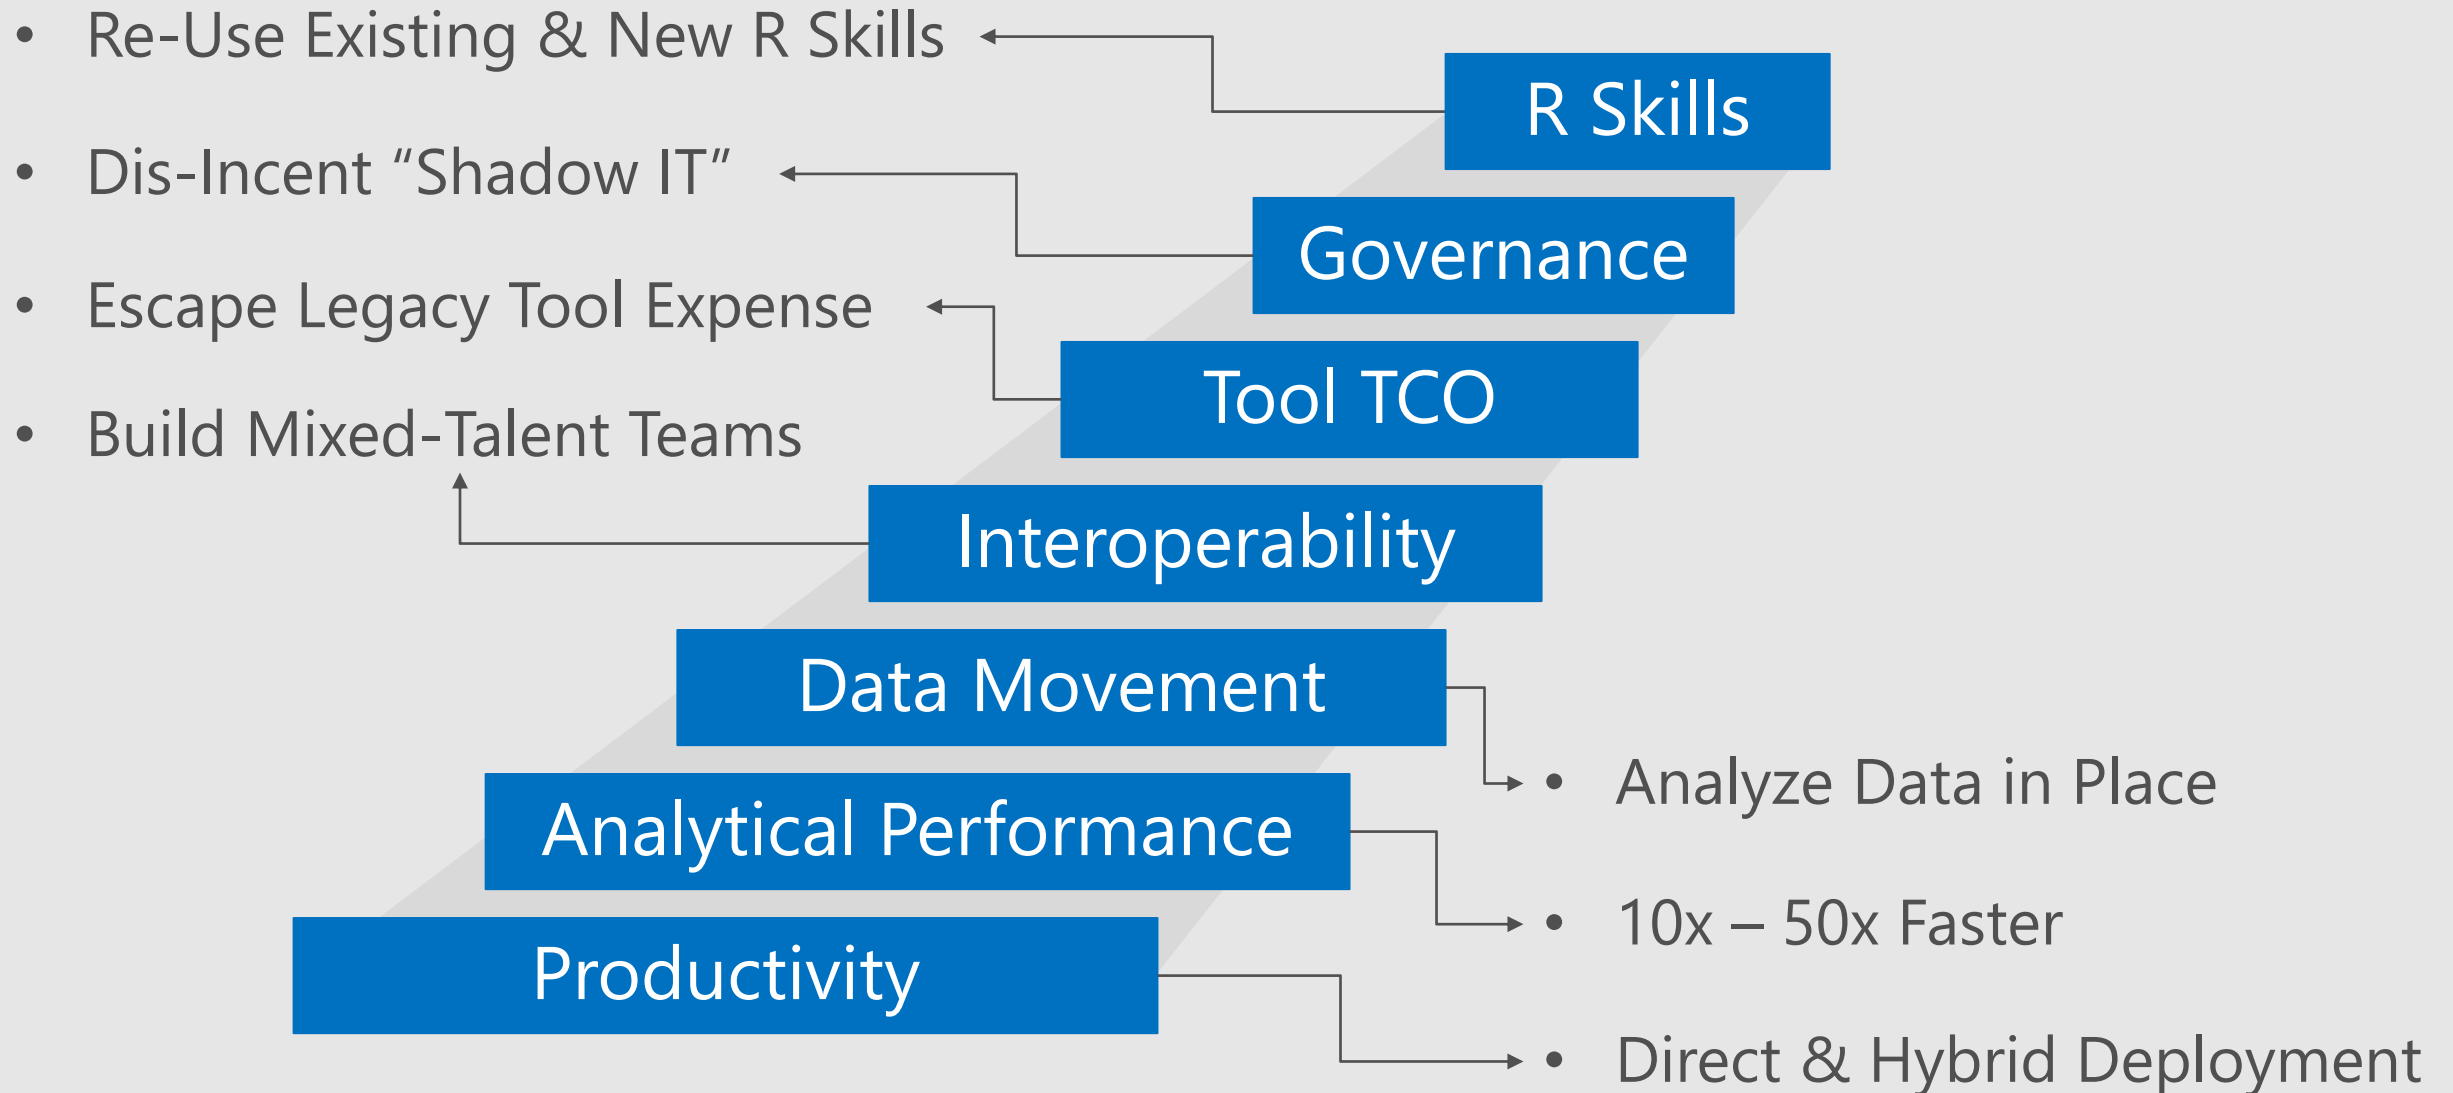 • Re-Use Existing & New R Skills
R Skills
• Dis-Incent “Shadow IT”
Governance
• Escape Legacy Tool Expense
Tool TCO
• Build Mixed-Talent Teams
Interoperability
Data Movement
• Analyze Data in Place
Analytical Performance
• 10x – 50x Faster
Productivity
• Direct & Hybrid Deployment